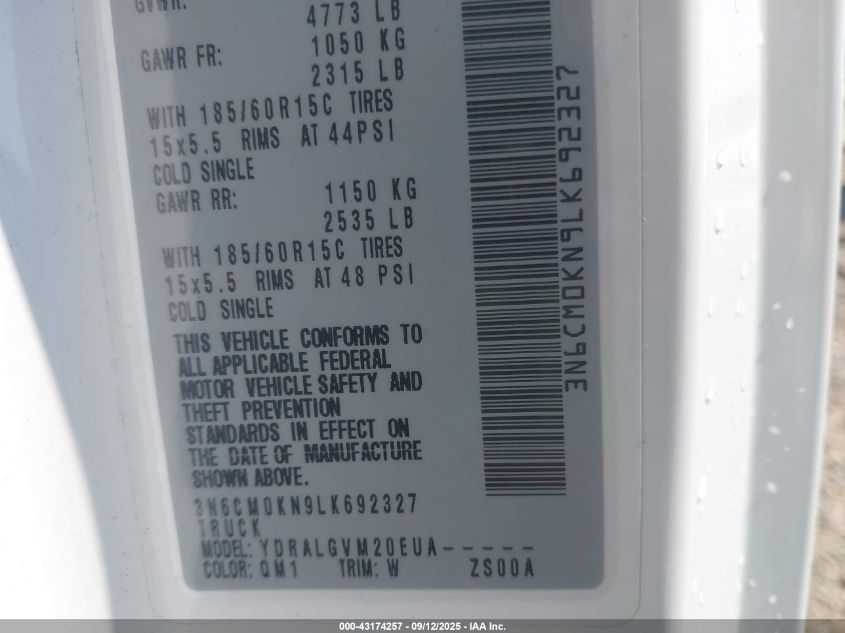 GVWR:
4773 LB
GAWR FR: 1050 KG
2315 LB
WITH 185/60R15C TIRES
15x5.5 RIMS AT 44PSI
COLD SINGLE
GAWR RR: 1150 KG
2535 LB
WITH 185/60R15C TIRES
15x5.5 RIMS AT 48 PSI
COLD SINGLE
THIS VEHICLE CONFORMS TO
ALL APPLICABLE FEDERAL
MOTOR VEHICLE SAFETY AND
THEFT PREVENTION
STANDARDS IN EFFECT ON
THE DATE OF MANUFACTURE
SHOWN ABOVE.
3N6CM0KN9LK692327
TRUCK
MODEL: YDRALGVM20EUA-----
COLOR: QM1 TRIM: W ZS00A
3N6CM0KN9LK692327
000-43174257 - 09/12/2025 - IAA Inc.